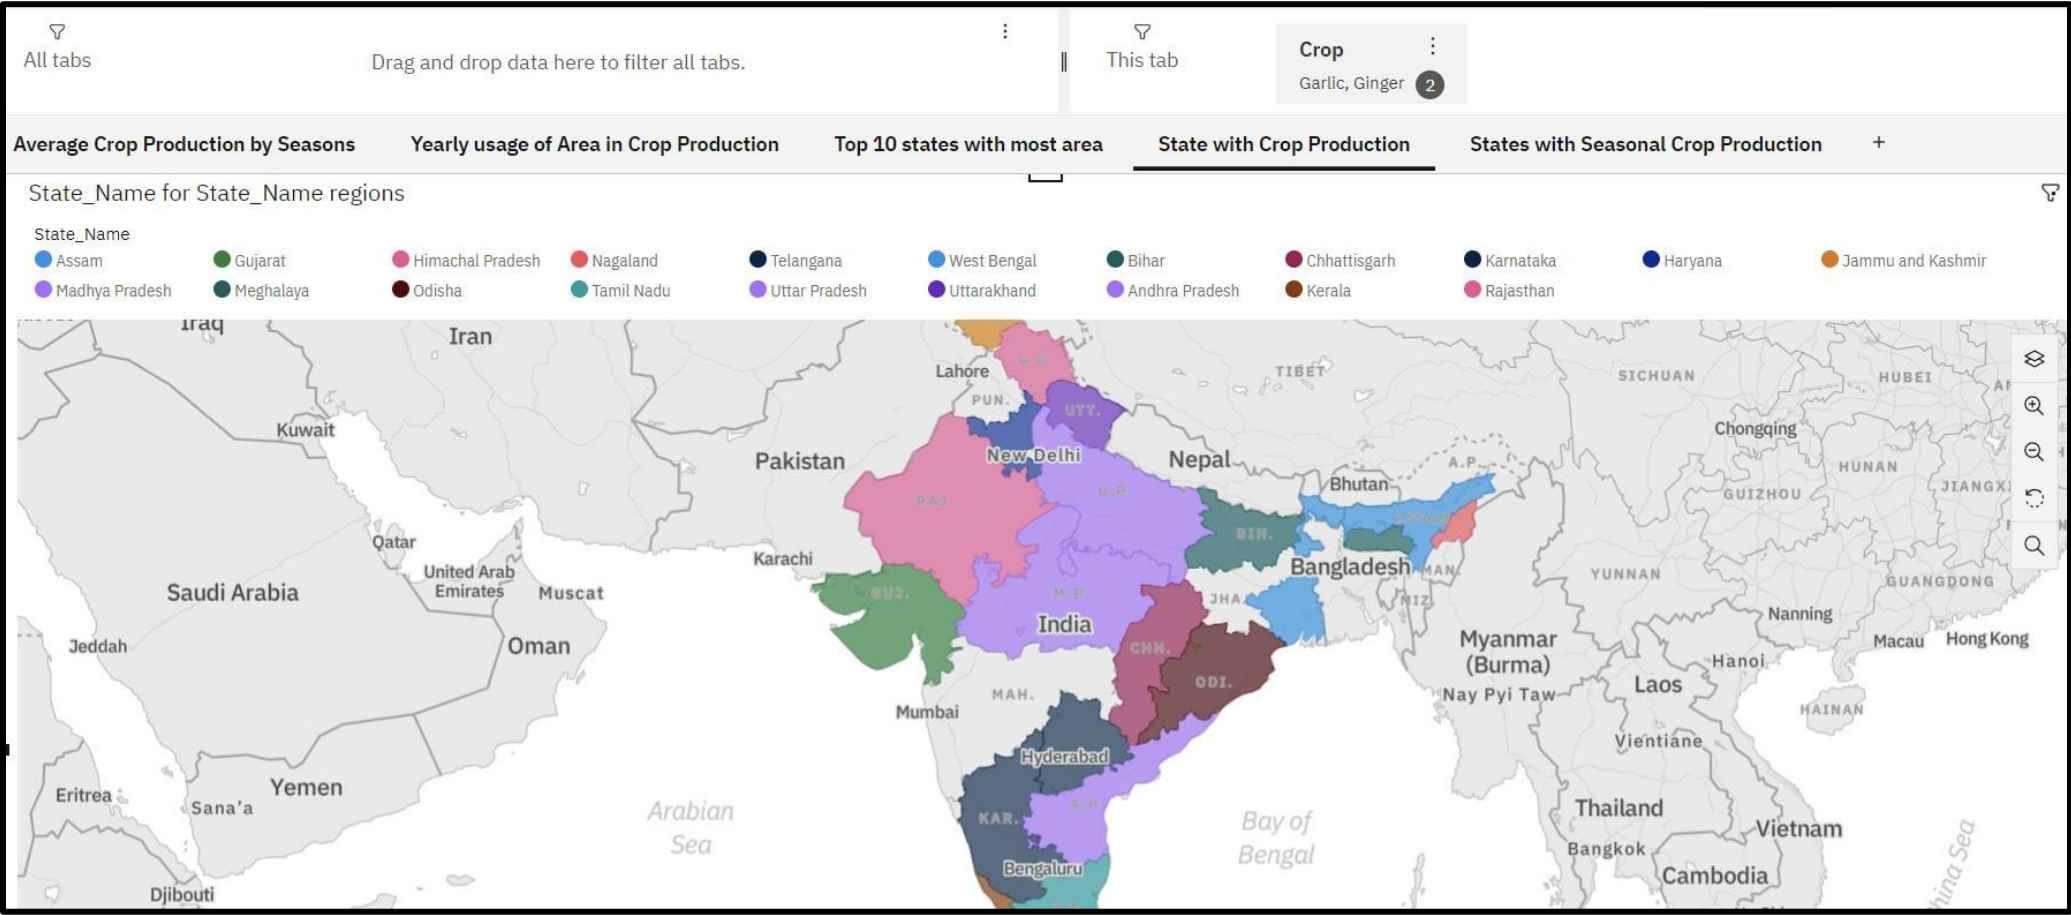 All tabs
Drag and drop data here to filter all tabs.
This tab
Crop
Garlic, Ginger 2
Average Crop Production by Seasons
Yearly usage of Area in Crop Production
Top 10 states with most area
State with Crop Production
States with Seasonal Crop Production
+
State_Name for State_Name regions
State_Name
Assam
Gujarat
Himachal Pradesh
Nagaland
Telangana
West Bengal
Bihar
Chhattisgarh
Karnataka
Haryana
Jammu and Kashmir
Madhya Pradesh
Meghalaya
Odisha
Tamil Nadu
Uttar Pradesh
Uttarakhand
Andhra Pradesh
Kerala
Rajasthan
Iraq
Iran
H.P.
Lahore
TIBET
SICHUAN
HUBEI
PUN.
UTT.
Kuwait
Chongqing
New Delhi
Pakistan
Nepal
A.P.
HUNAN
Bhutan
U.P.
RAJ.
GUIZHOU
JIANGXI
BIH.
Qatar
Karachi
Bangladesh
MAN.
United Arab
Emirates
YUNNAN
GUANGDONG
Saudi Arabia
Muscat
GUJ.
M.P.
JHA.
MIZ.
Nanning
India
Jeddah
Oman
CHH.
Myanmar
(Burma)
Macau
Hong Kong
Hanoi
ODI.
Laos
MAH.
Nay Pyi Taw
Mumbai
HAINAN
Vientiane
Hyderabad
Yemen
Eritrea
Sana'a
A.P.
Arabian
Sea
KAR.
Bay of
Bengal
Thailand
Vietnam
Bangkok
Bengaluru
Cambodia
Djibouti
hina Sea